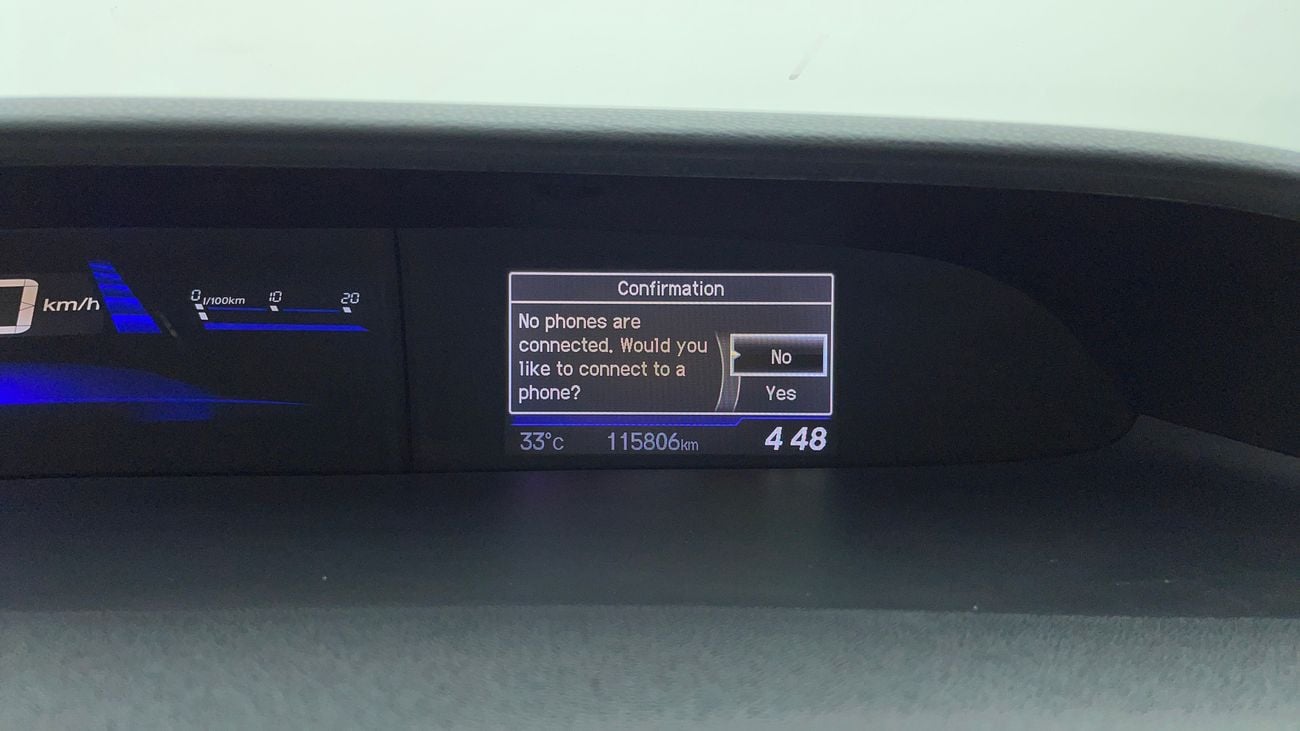 km/h
0 l/100km 10 20
Confirmation
No phones are
connected. Would you
like to connect to a
phone?
No
Yes
33°C 115806km 4 48